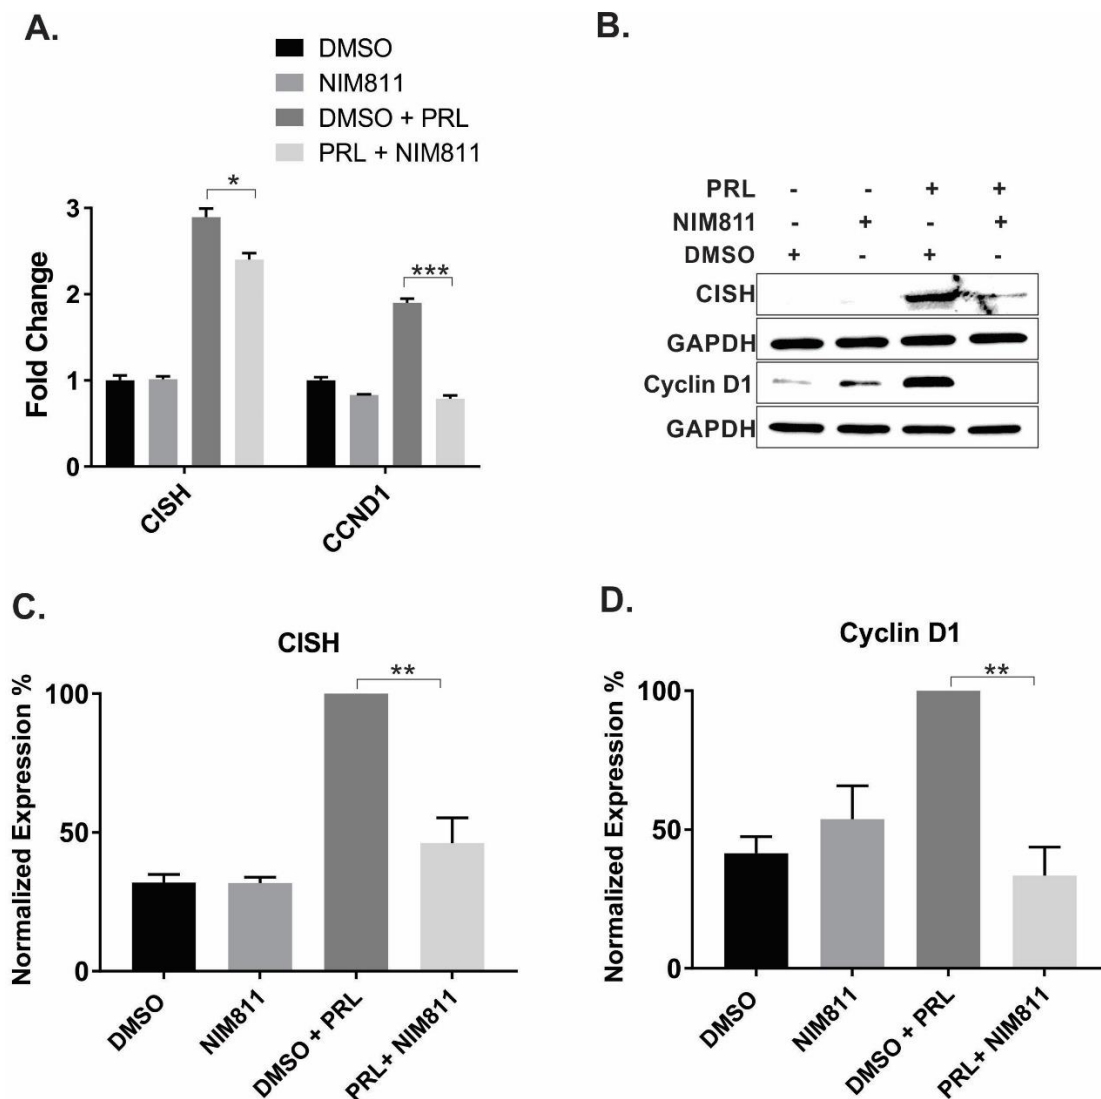 A.
DMSO
NIM811
DMSO + PRL
PRL + NIM811
* 
***
3
2
1
0
Fold Change
CISH
CCND1
B.
PRL - - + +
NIM811 - + - +
DMSO + - + -
CISH
GAPDH
Cyclin D1
GAPDH
C.
CISH
**
Normalized Expression %
100
50
0
DMSO
NIM811
DMSO + PRL
PRL+ NIM811
D.
Cyclin D1
**
Normalized Expression %
100
50
0
DMSO
NIM811
DMSO + PRL
PRL+ NIM811